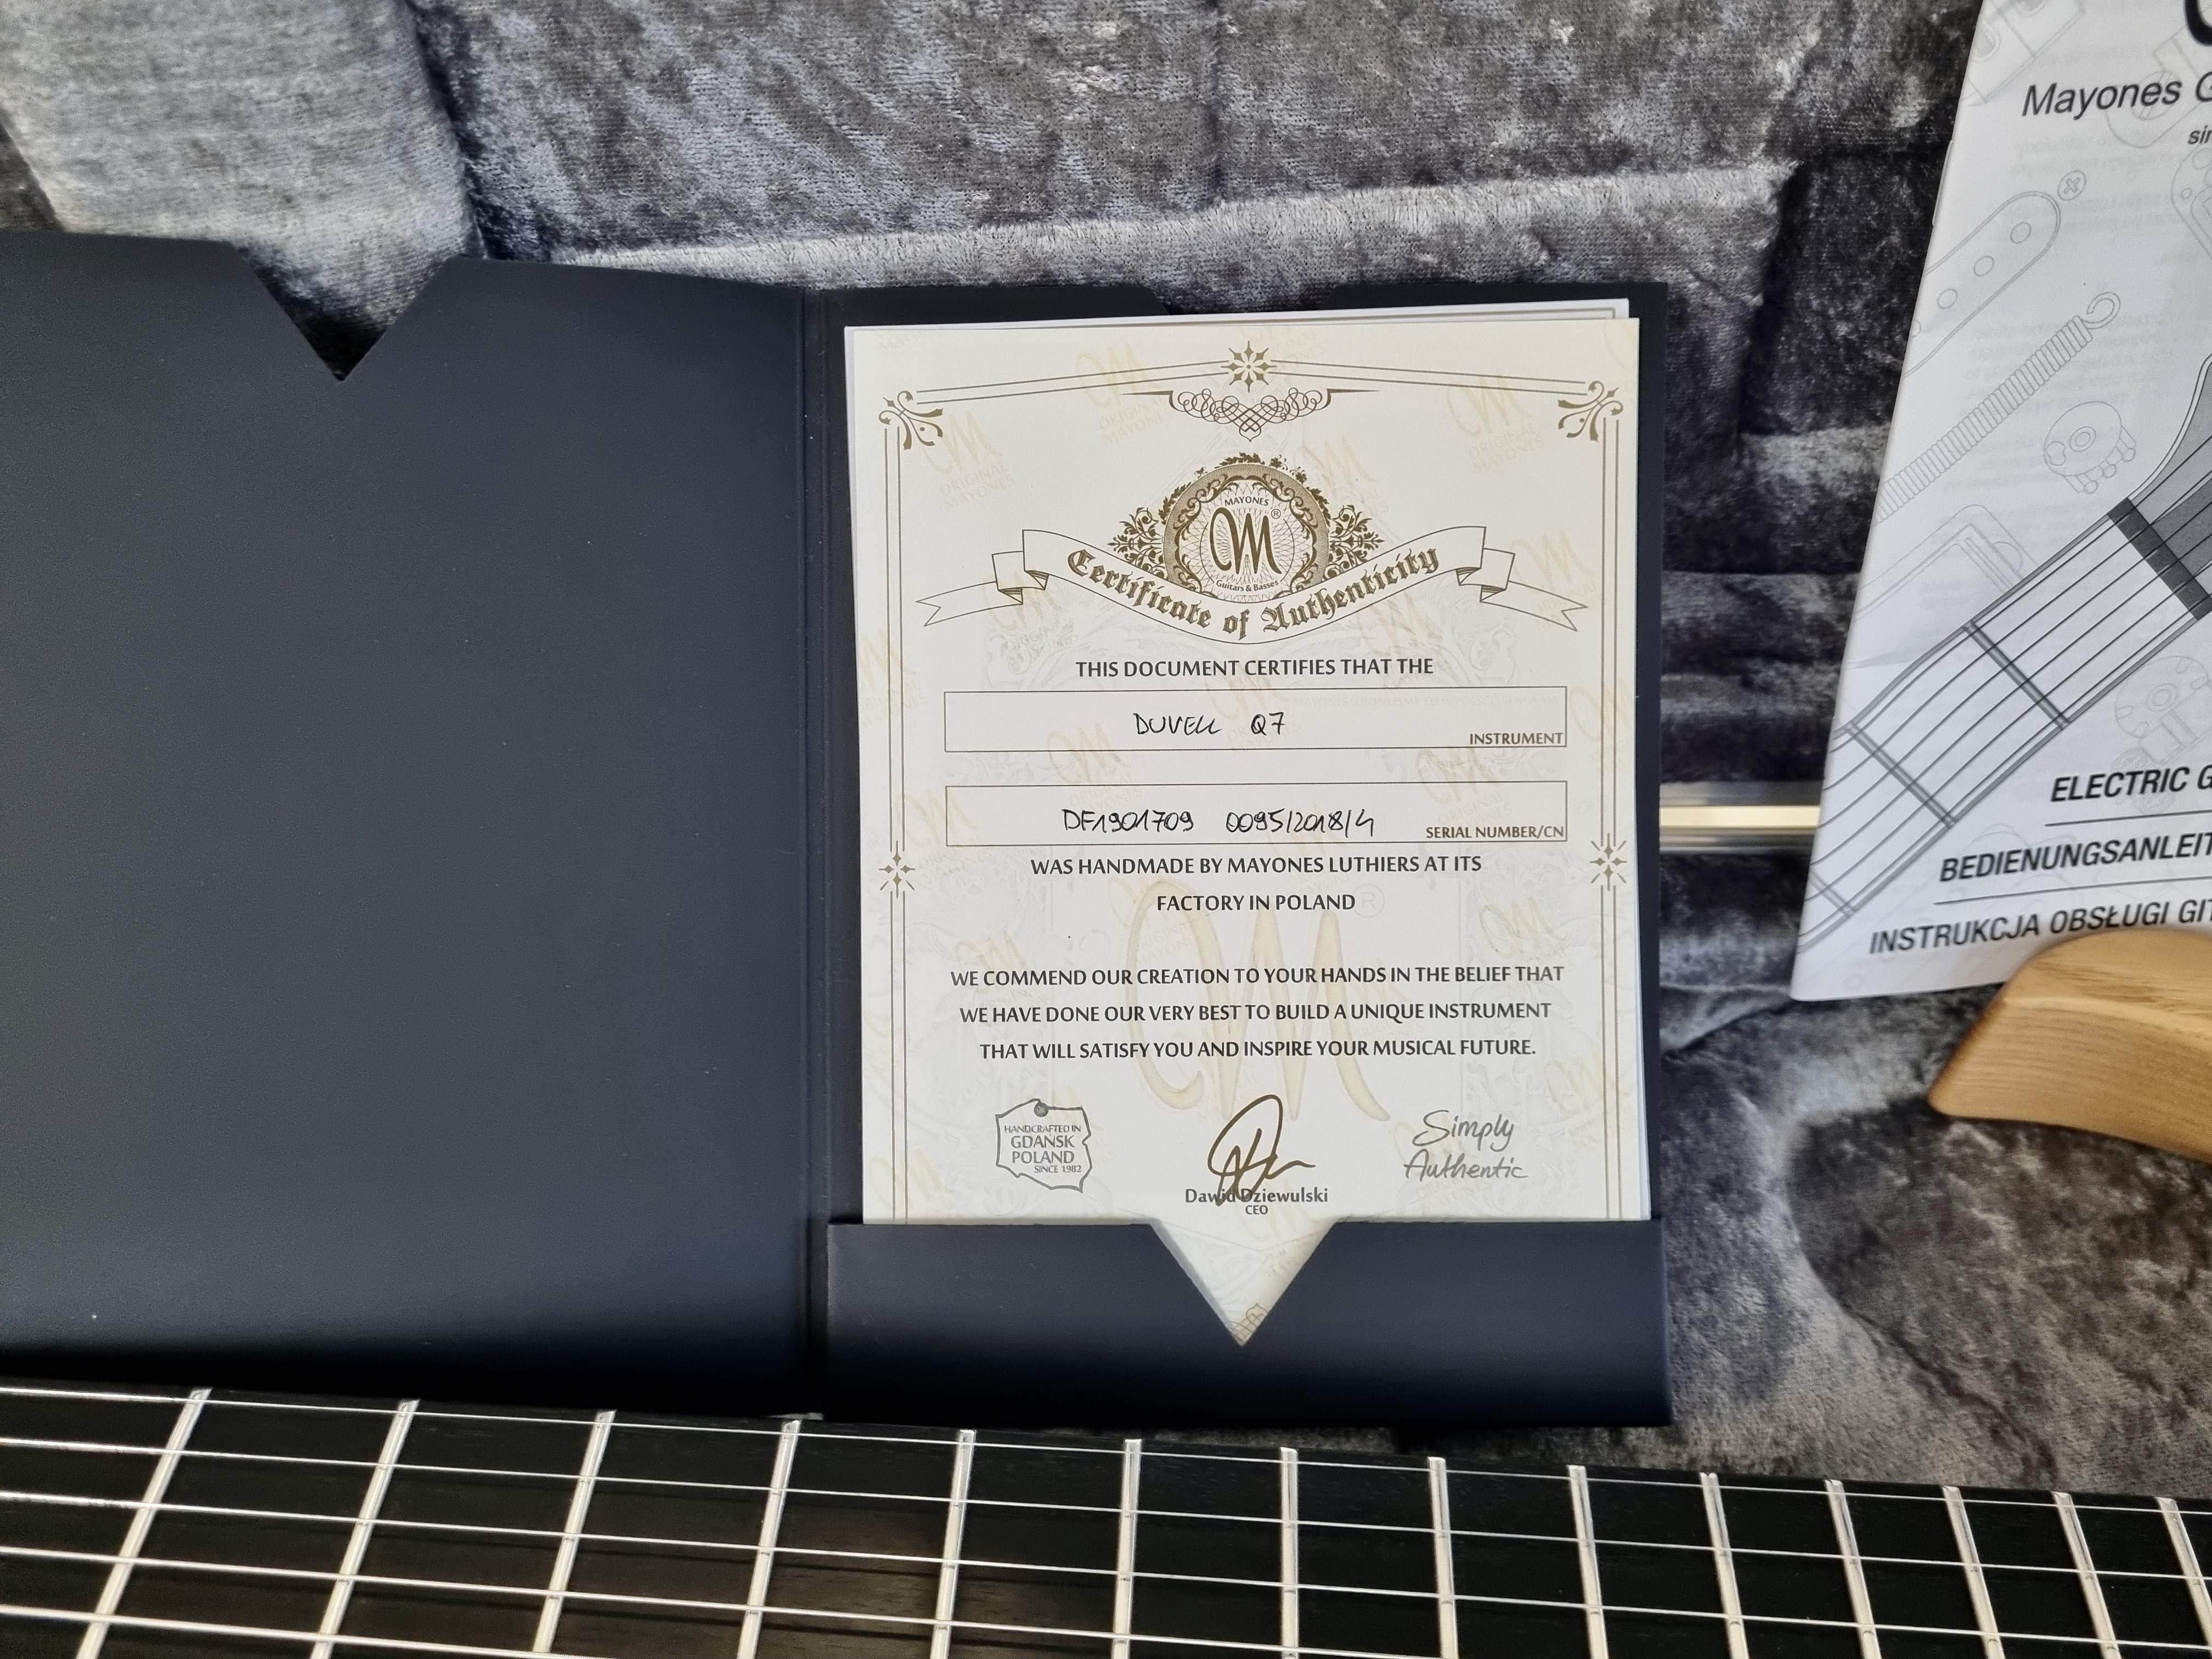 MAYONES
M®
Guitars & Basses
Certificate of Authenticity
THIS DOCUMENT CERTIFIES THAT THE
DUVELL Q7
INSTRUMENT
DF1901709 0095/2018/4
SERIAL NUMBER/CN
WAS HANDMADE BY MAYONES LUTHIERS AT ITS
FACTORY IN POLAND
WE COMMEND OUR CREATION TO YOUR HANDS IN THE BELIEF THAT
WE HAVE DONE OUR VERY BEST TO BUILD A UNIQUE INSTRUMENT
THAT WILL SATISFY YOU AND INSPIRE YOUR MUSICAL FUTURE.
HANDCRAFTED IN
GDAŃSK
POLAND
SINCE 1982
Dawid Dziewulski
CEO
Simply
Authentic
ORIGINAL
MAYONES
Mayones G
sin
ELECTRIC G
BEDIENUNGSANLEIT
INSTRUKCJA OBSŁUGI GIT